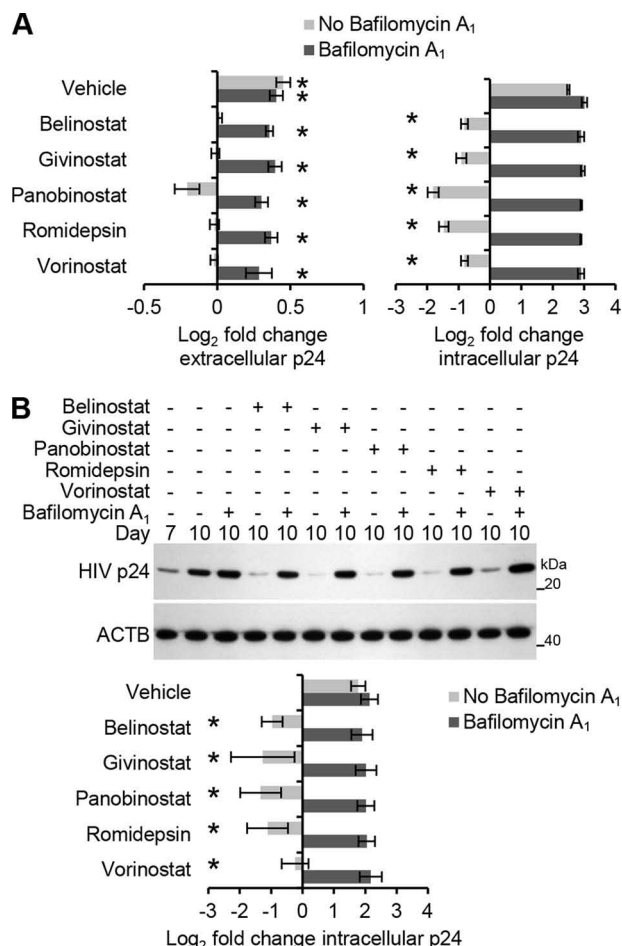 A
No Bafilomycin A1
Bafilomycin A1
Vehicle
*
*
Belinostat
*
*
Givinostat
*
*
Panobinostat
*
*
Romidepsin
*
*
Vorinostat
*
*
-0.5 0 0.5 1
-3 -2 -1 0 1 2 3 4
Log2 fold change
extracellular p24
Log2 fold change
intracellular p24
B
Belinostat - - - + + - - - - - - - -
Givinostat - - - - - + + - - - - - -
Panobinostat - - - - - - - + + - - - -
Romidepsin - - - - - - - - - + + - -
Vorinostat - - - - - - - - - - - + +
Bafilomycin A1 - - + - + - + - + - + - +
Day 7 10 10 10 10 10 10 10 10 10 10 10 10
HIV p24
kDa
20
ACTB
40
No Bafilomycin A1
Bafilomycin A1
Vehicle
Belinostat *
Givinostat *
Panobinostat *
Romidepsin *
Vorinostat *
-3 -2 -1 0 1 2 3 4
Log2 fold change intracellular p24